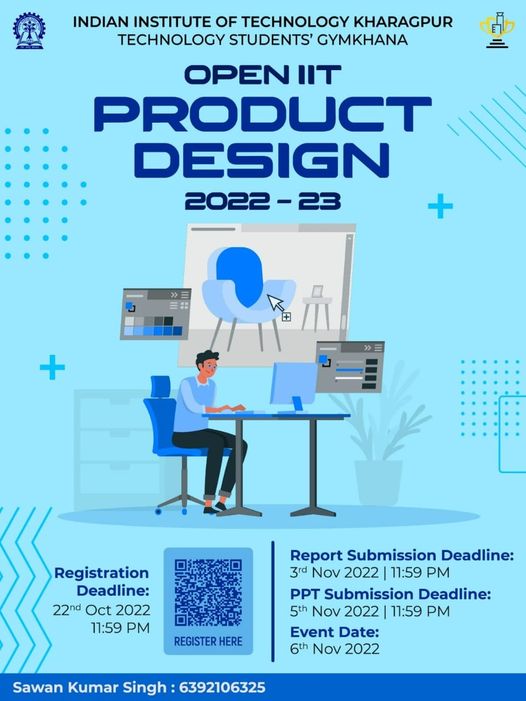 INDIAN INSTITUTE OF TECHNOLOGY KHARAGPUR
TECHNOLOGY STUDENTS' GYMKHANA
OPEN IIT
PRODUCT
DESIGN
2022 - 23
Registration
Deadline:
22nd Oct 2022
11:59 PM
REGISTER HERE
Report Submission Deadline:
3rd Nov 2022 | 11:59 PM
PPT Submission Deadline:
5th Nov 2022 | 11:59 PM
Event Date:
6th Nov 2022
Sawan Kumar Singh : 6392106325